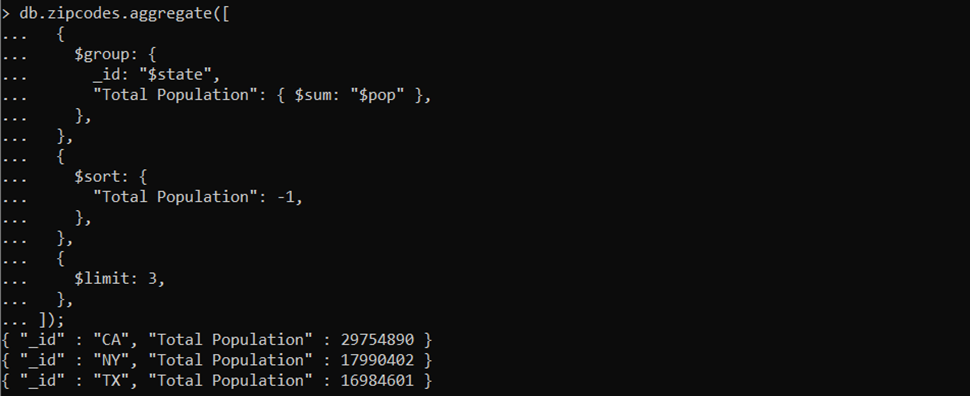 > db.zipcodes.aggregate([
...   {
...     $group: {
...       _id: "$state",
...       "Total Population": { $sum: "$pop" },
...     },
...   },
...   {
...     $sort: {
...       "Total Population": -1,
...     },
...   },
...   {
...     $limit: 3,
...   },
... ]);
{ "_id" : "CA", "Total Population" : 29754890 }
{ "_id" : "NY", "Total Population" : 17990402 }
{ "_id" : "TX", "Total Population" : 16984601 }